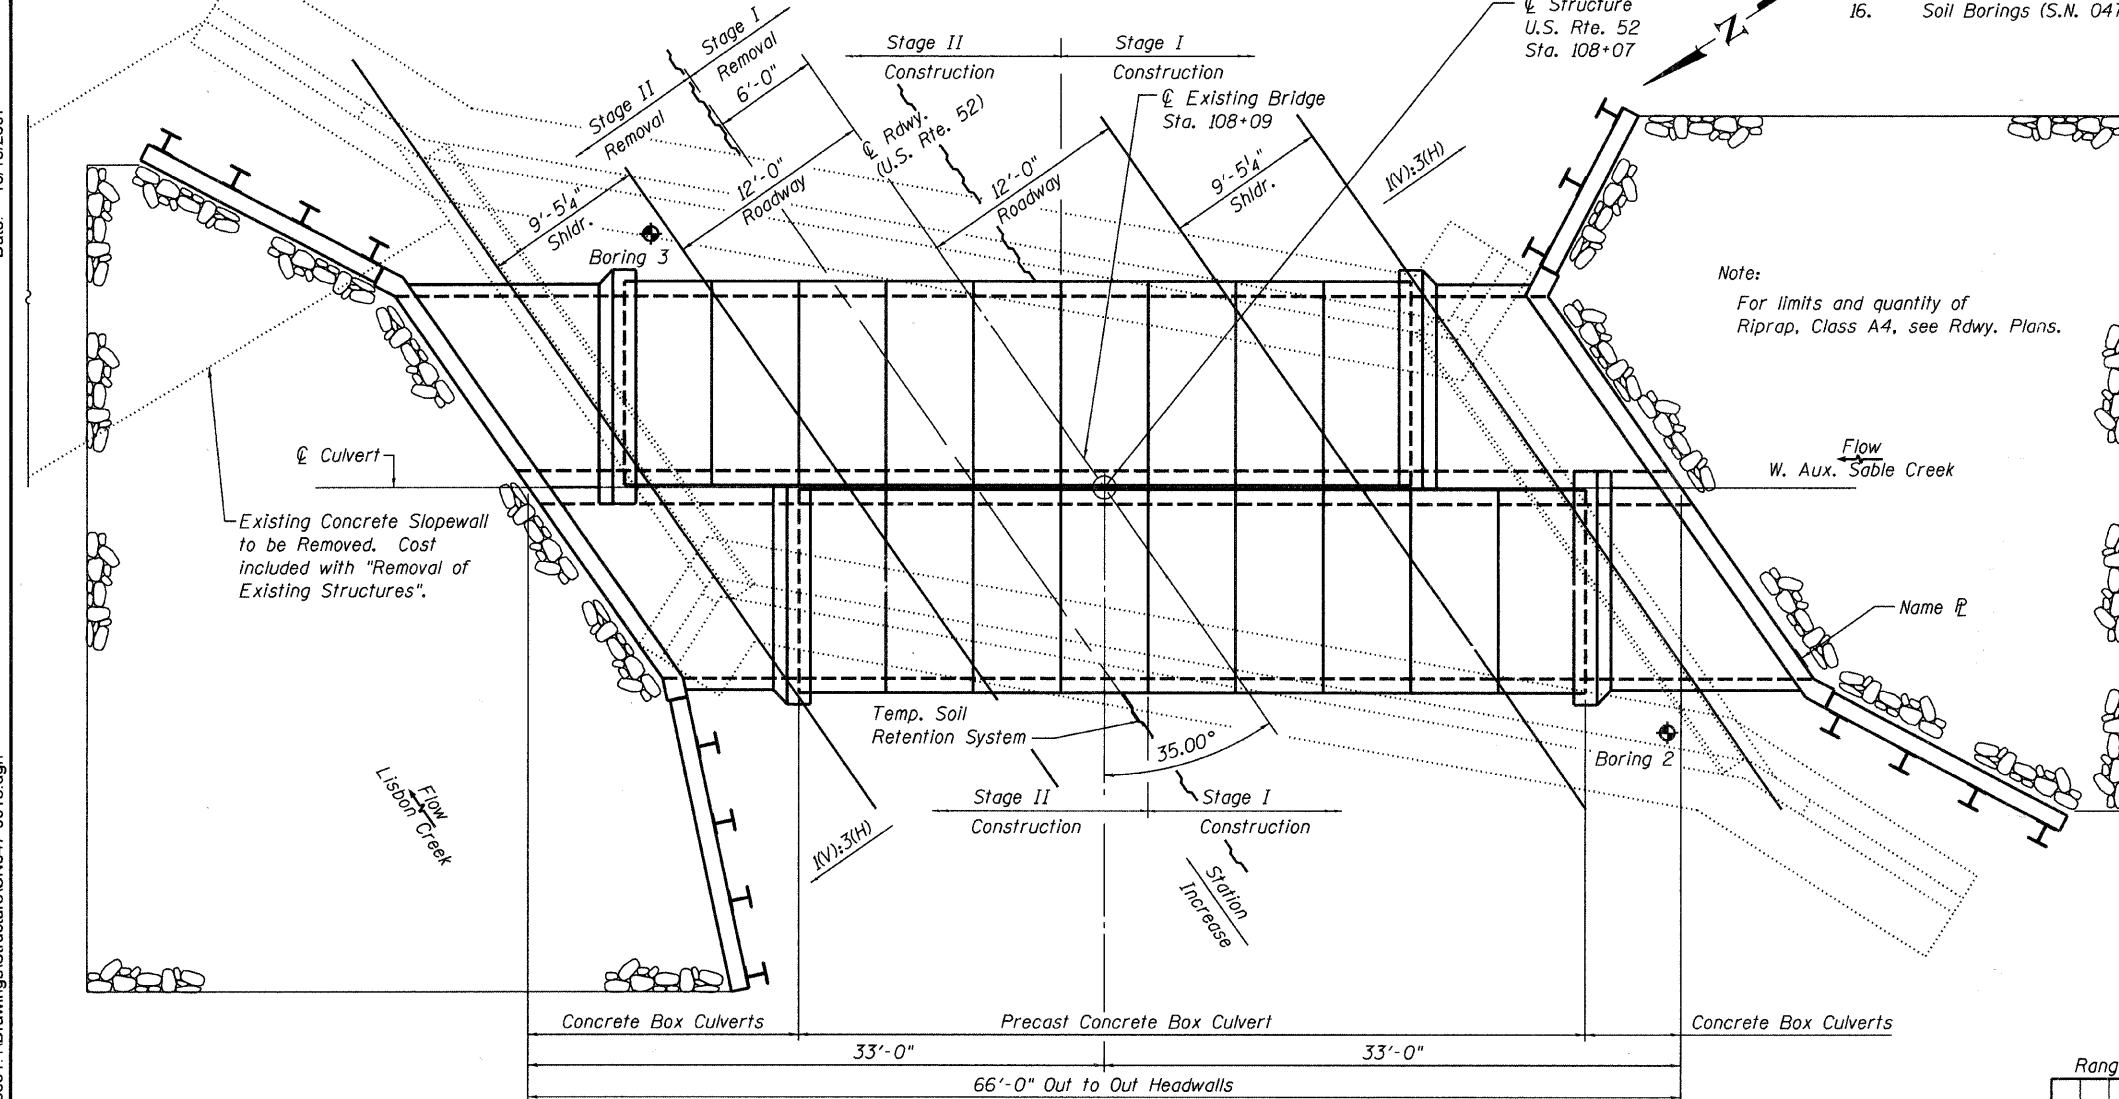 ℄ Structure
U.S. Rte. 52
Sta. 108+07
16. Soil Borings (S.N. 047
N
Stage I
Removal
Stage II
Removal
6'-0"
Stage II
Construction
Stage I
Construction
℄ Existing Bridge
Sta. 108+09
℄ Rdwy.
(U.S. Rte. 52)
9'-5¼"
Shldr.
12'-0"
Roadway
12'-0"
Roadway
9'-5¼"
Shldr.
1(V):3(H)
Boring 3
Note:
For limits and quantity of
Riprap, Class A4, see Rdwy. Plans.
℄ Culvert
Flow
W. Aux. Sable Creek
Existing Concrete Slopewall
to be Removed. Cost
included with "Removal of
Existing Structures".
Name ℙL
Temp. Soil
Retention System
35.00°
Boring 2
Flow
Lisbon Creek
Stage II
Construction
Stage I
Construction
1(V):3(H)
Station
Increase
Concrete Box Culverts
Precast Concrete Box Culvert
Concrete Box Culverts
33'-0"
33'-0"
66'-0" Out to Out Headwalls
Rang